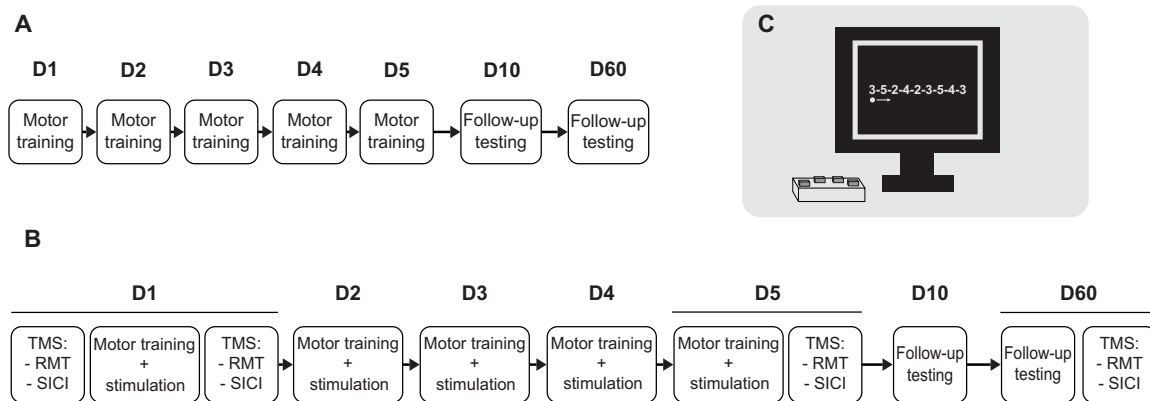 A
D1 D2 D3 D4 D5 D10 D60
Motor training
Motor training
Motor training
Motor training
Motor training
Follow-up testing
Follow-up testing
C
3-5-2-4-2-3-5-4-3
B
D1 D2 D3 D4 D5 D10 D60
TMS:
- RMT
- SICI
Motor training
+
stimulation
TMS:
- RMT
- SICI
Motor training
+
stimulation
Motor training
+
stimulation
Motor training
+
stimulation
Motor training
+
stimulation
TMS:
- RMT
- SICI
Follow-up
testing
Follow-up
testing
TMS:
- RMT
- SICI